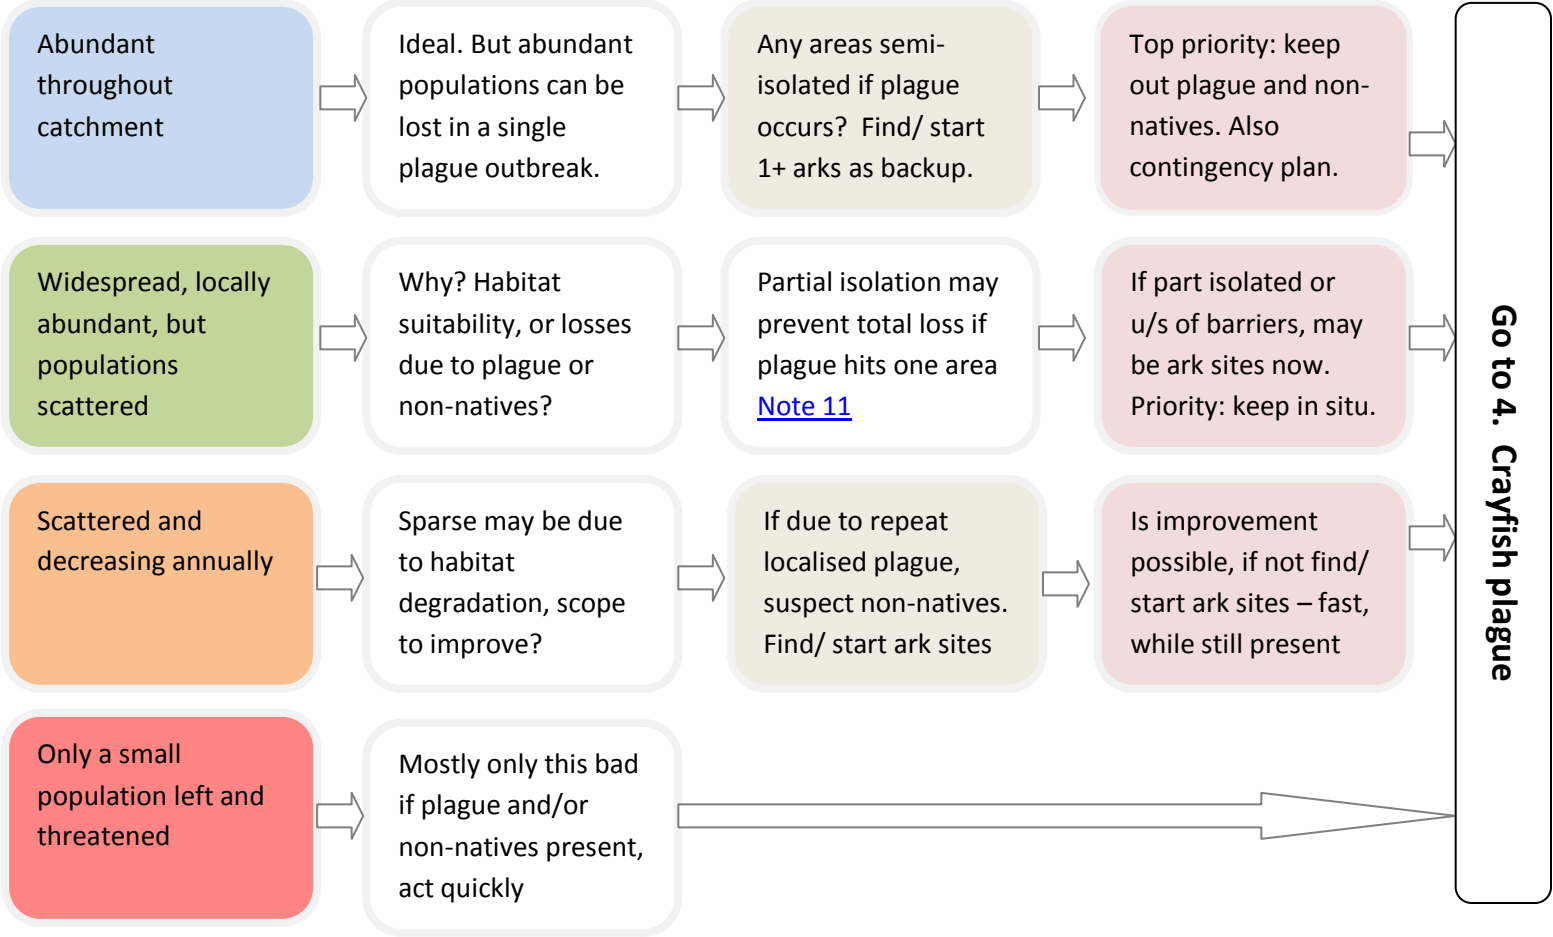 Abundant
throughout
catchment
Ideal. But abundant
populations can be
lost in a single
plague outbreak.
Any areas semi-
isolated if plague
occurs?  Find/ start
1+ arks as backup.
Top priority: keep
out plague and non-
natives. Also
contingency plan.
Widespread, locally
abundant, but
populations
scattered
Why? Habitat
suitability, or losses
due to plague or
non-natives?
Partial isolation may
prevent total loss if
plague hits one area
Note 11
If part isolated or
u/s of barriers, may
be ark sites now.
Priority: keep in situ.
Scattered and
decreasing annually
Sparse may be due
to habitat
degradation, scope
to improve?
If due to repeat
localised plague,
suspect non-natives.
Find/ start ark sites
Is improvement
possible, if not find/
start ark sites – fast,
while still present
Only a small
population left and
threatened
Mostly only this bad
if plague and/or
non-natives present,
act quickly
Go to 4.  Crayfish plague